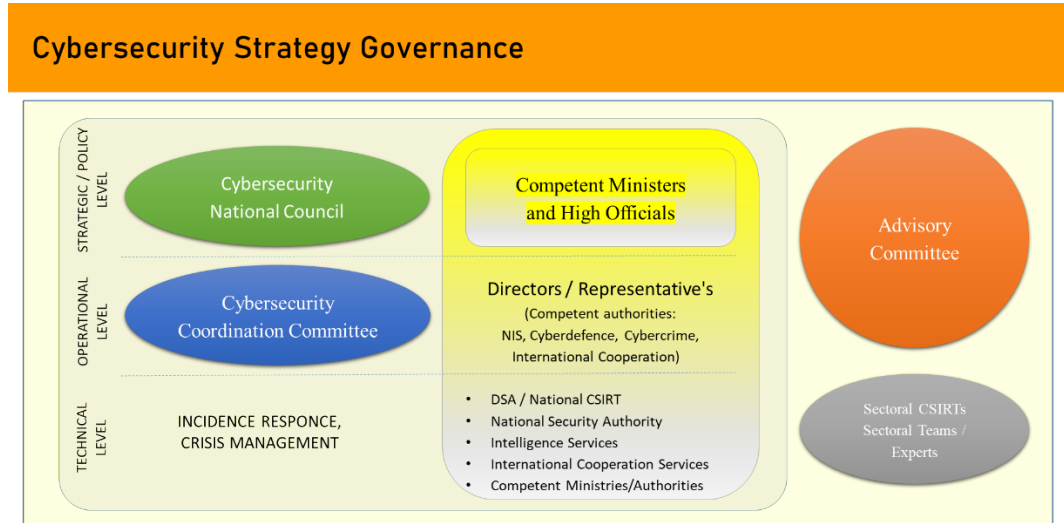 Cybersecurity Strategy Governance
STRATEGIC / POLICY
LEVEL
Cybersecurity
National Council
Competent Ministers
and High Officials
Advisory
Committee
OPERATIONAL
LEVEL
Cybersecurity
Coordination Committee
Directors / Representative's
(Competent authorities:
NIS, Cyberdefence, Cybercrime,
International Cooperation)
TECHNICAL
LEVEL
INCIDENCE RESPONCE,
CRISIS MANAGEMENT
• DSA / National CSIRT
• National Security Authority
• Intelligence Services
• International Cooperation Services
• Competent Ministries/Authorities
Sectoral CSIRTs
Sectoral Teams /
Experts